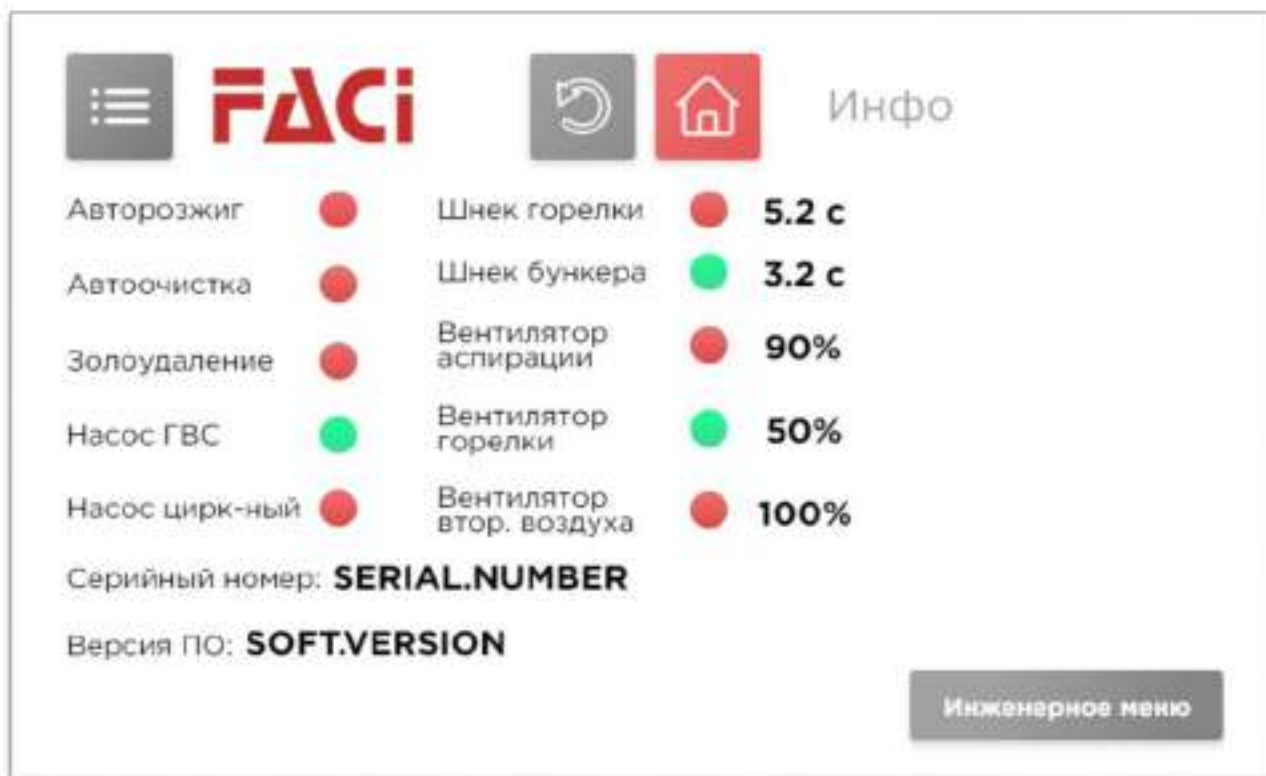 FACi
Инфо
Авторозжиг
Шнек горелки
5.2 с
Автоочистка
Шнек бункера
3.2 с
Золоудаление
Вентилятор
аспирации
90%
Насос ГВС
Вентилятор
горелки
50%
Насос цирк-ный
Вентилятор
втор. воздуха
100%
Серийный номер: SERIAL.NUMBER
Версия ПО: SOFT.VERSION
Инженерное меню